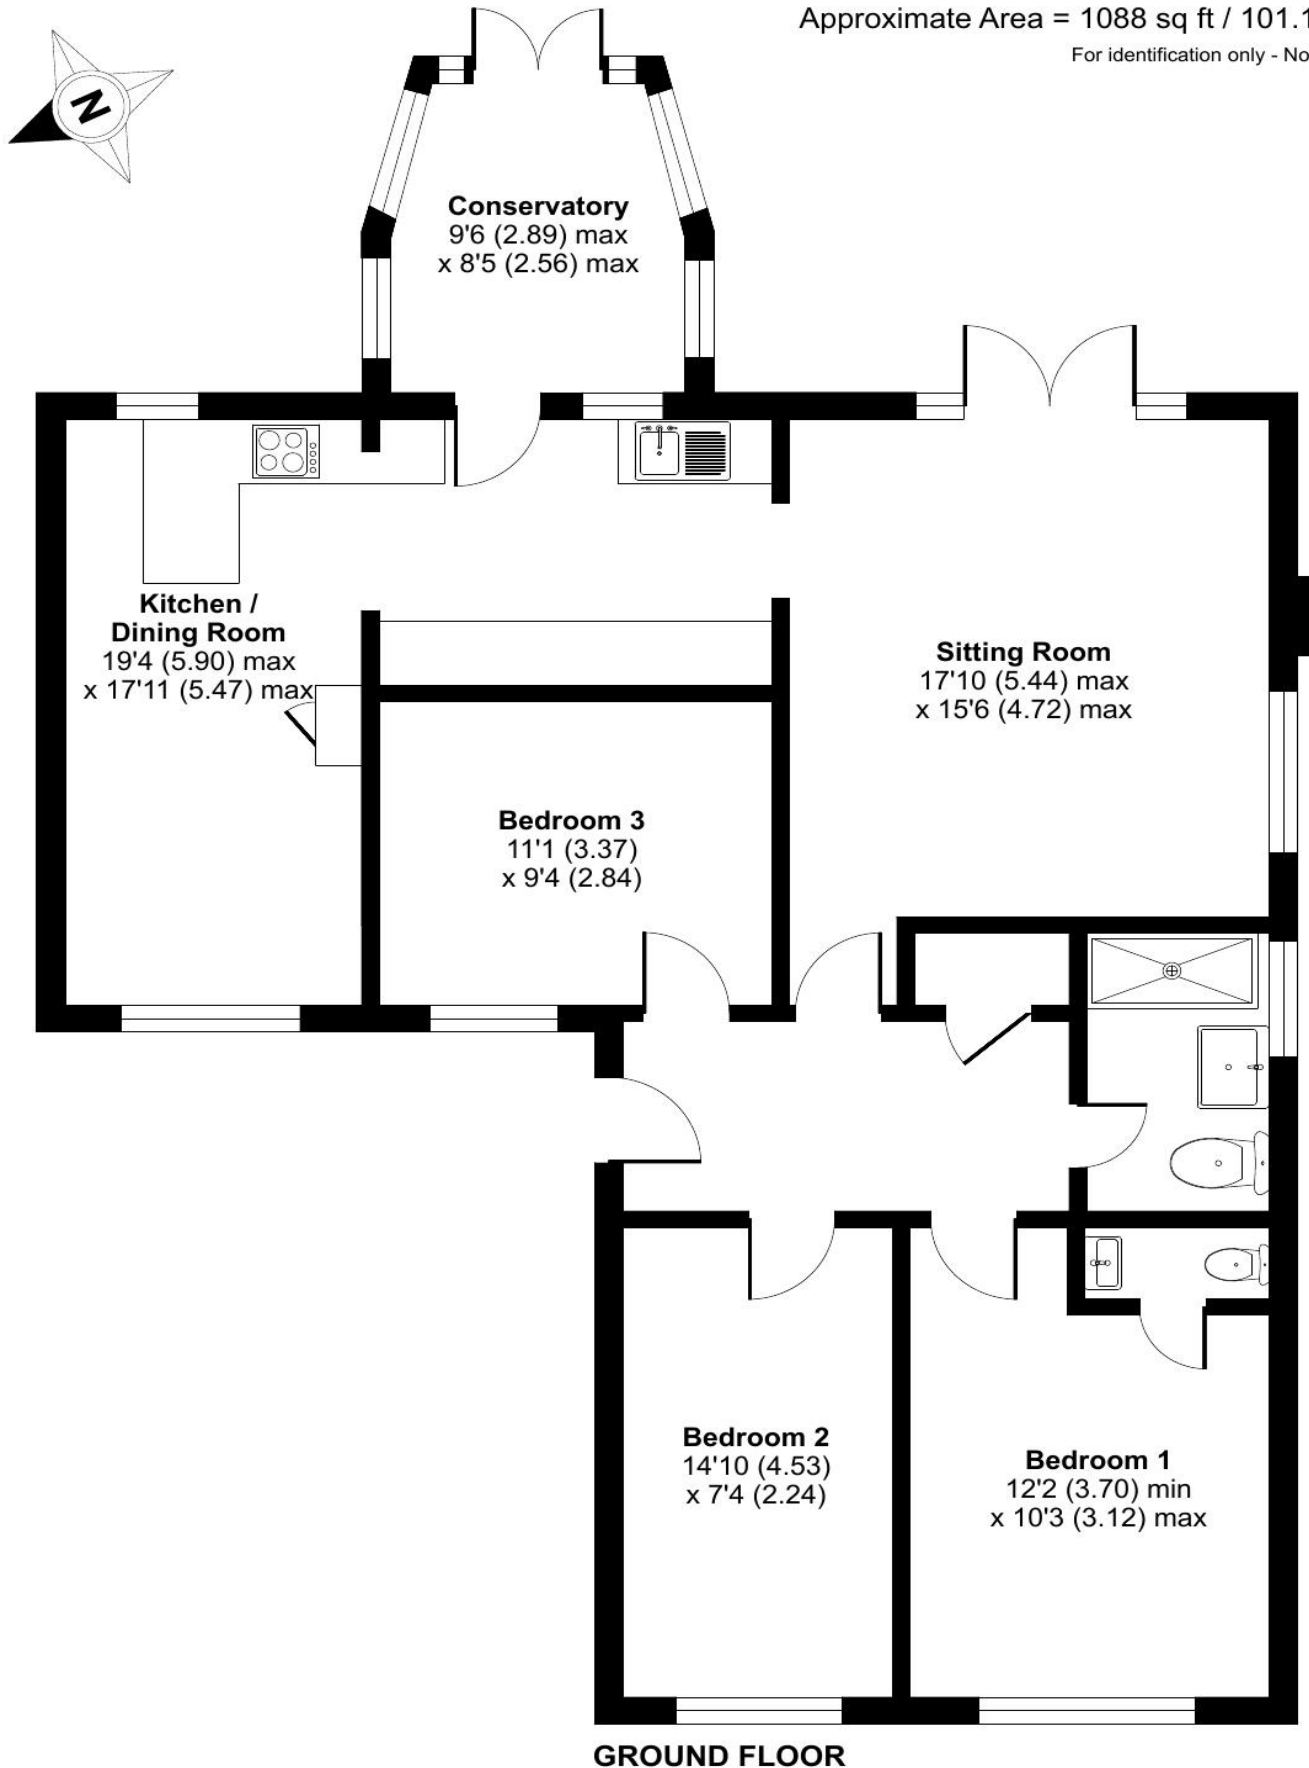 Approximate Area = 1088 sq ft / 101.1
For identification only - No
N
Conservatory
9'6 (2.89) max
x 8'5 (2.56) max
Kitchen /
Dining Room
19'4 (5.90) max
x 17'11 (5.47) max
Sitting Room
17'10 (5.44) max
x 15'6 (4.72) max
Bedroom 3
11'1 (3.37)
x 9'4 (2.84)
Bedroom 2
14'10 (4.53)
x 7'4 (2.24)
Bedroom 1
12'2 (3.70) min
x 10'3 (3.12) max
GROUND FLOOR